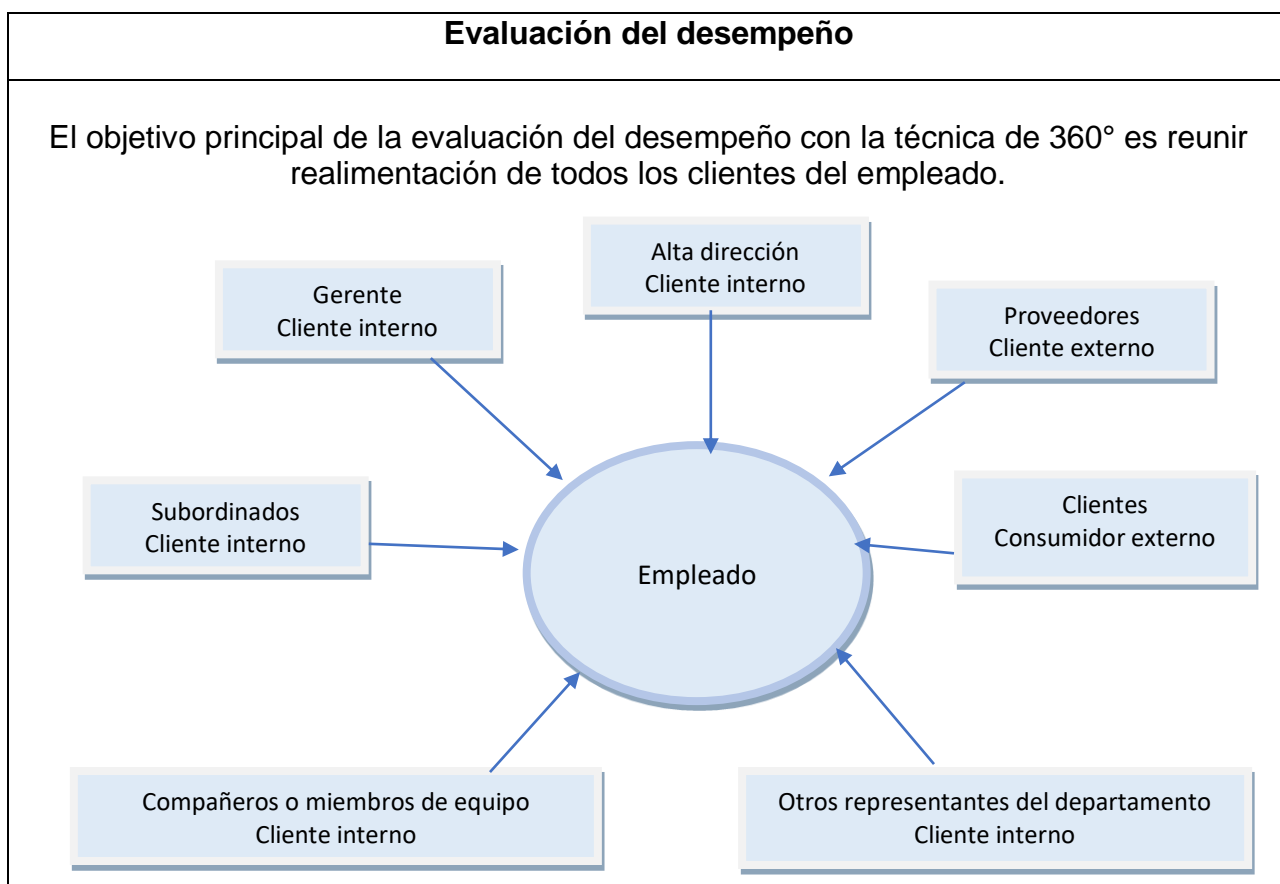 Evaluación del desempeño
El objetivo principal de la evaluación del desempeño con la técnica de 360° es reunir
realimentación de todos los clientes del empleado.
Alta dirección
Cliente interno
Gerente
Cliente interno
Proveedores
Cliente externo
Subordinados
Cliente interno
Clientes
Consumidor externo
Empleado
Compañeros o miembros de equipo
Cliente interno
Otros representantes del departamento
Cliente interno